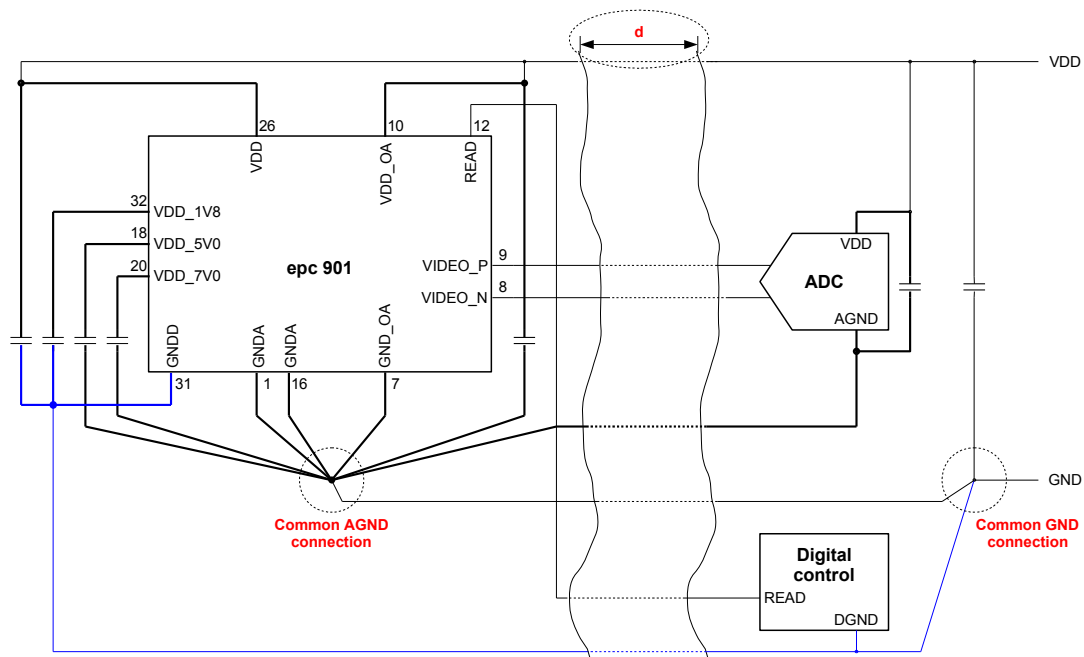 d
VDD
26
10
12
VDD
VDD_OA
READ
32
VDD_1V8
18
VDD_5V0
20
VDD_7V0
epc 901
VIDEO_P
9
VIDEO_N
8
VDD
ADC
AGND
GNDD
GNDA
GNDA
GND_OA
31
1
16
7
GND
Common AGND
connection
Common GND
connection
Digital
control
READ
DGND